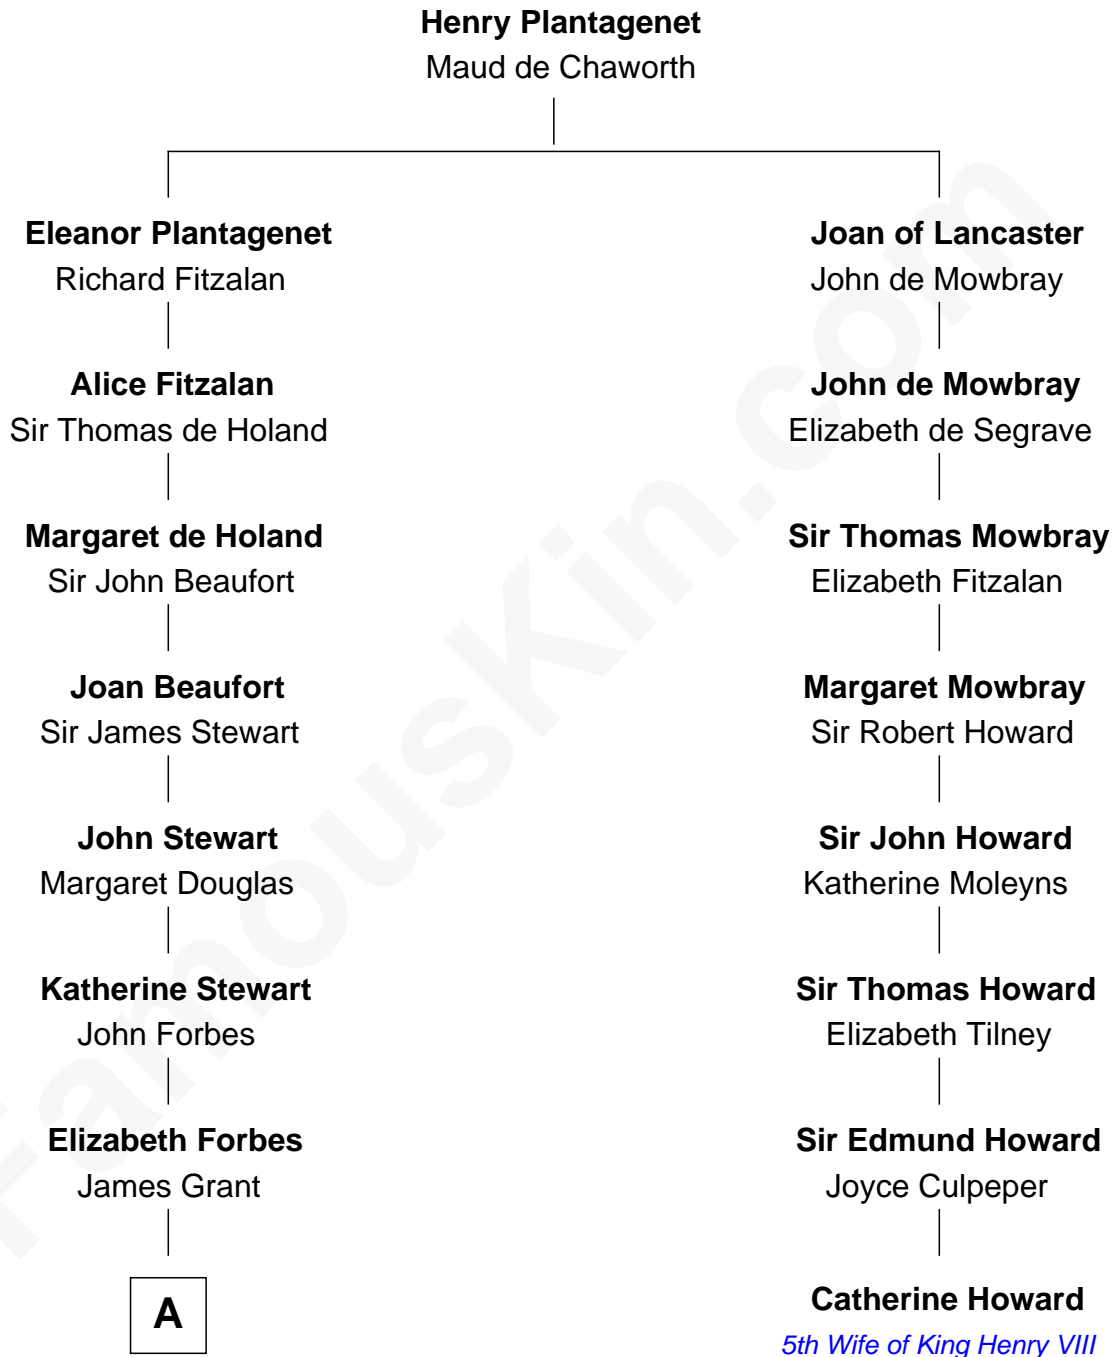 Henry Plantagenet
Maud de Chaworth
Eleanor Plantagenet
Richard Fitzalan
Alice Fitzalan
Sir Thomas de Holand
Margaret de Holand
Sir John Beaufort
Joan Beaufort
Sir James Stewart
John Stewart
Margaret Douglas
Katherine Stewart
John Forbes
Elizabeth Forbes
James Grant
A
Joan of Lancaster
John de Mowbray
John de Mowbray
Elizabeth de Segrave
Sir Thomas Mowbray
Elizabeth Fitzalan
Margaret Mowbray
Sir Robert Howard
Sir John Howard
Katherine Moleyns
Sir Thomas Howard
Elizabeth Tilney
Sir Edmund Howard
Joyce Culpeper
Catherine Howard
5th Wife of King Henry VIII
FamousKin.com